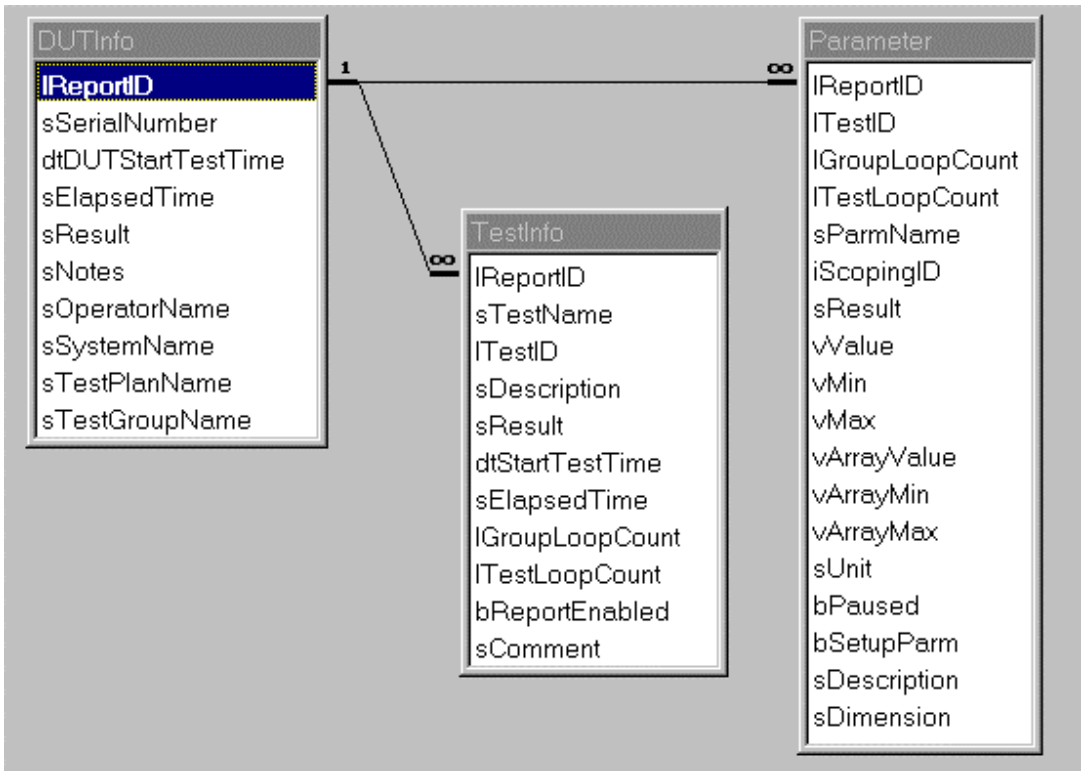 DUTInfo
lReportID
sSerialNumber
dtDUTStartTestTime
sElapsedTime
sResult
sNotes
sOperatorName
sSystemName
sTestPlanName
sTestGroupName
1
∞
∞
TestInfo
lReportID
sTestName
lTestID
sDescription
sResult
dtStartTestTime
sElapsedTime
lGroupLoopCount
lTestLoopCount
bReportEnabled
sComment
Parameter
lReportID
lTestID
lGroupLoopCount
lTestLoopCount
sParmName
iScopingID
sResult
vValue
vMin
vMax
vArrayValue
vArrayMin
vArrayMax
sUnit
bPaused
bSetupParm
sDescription
sDimension